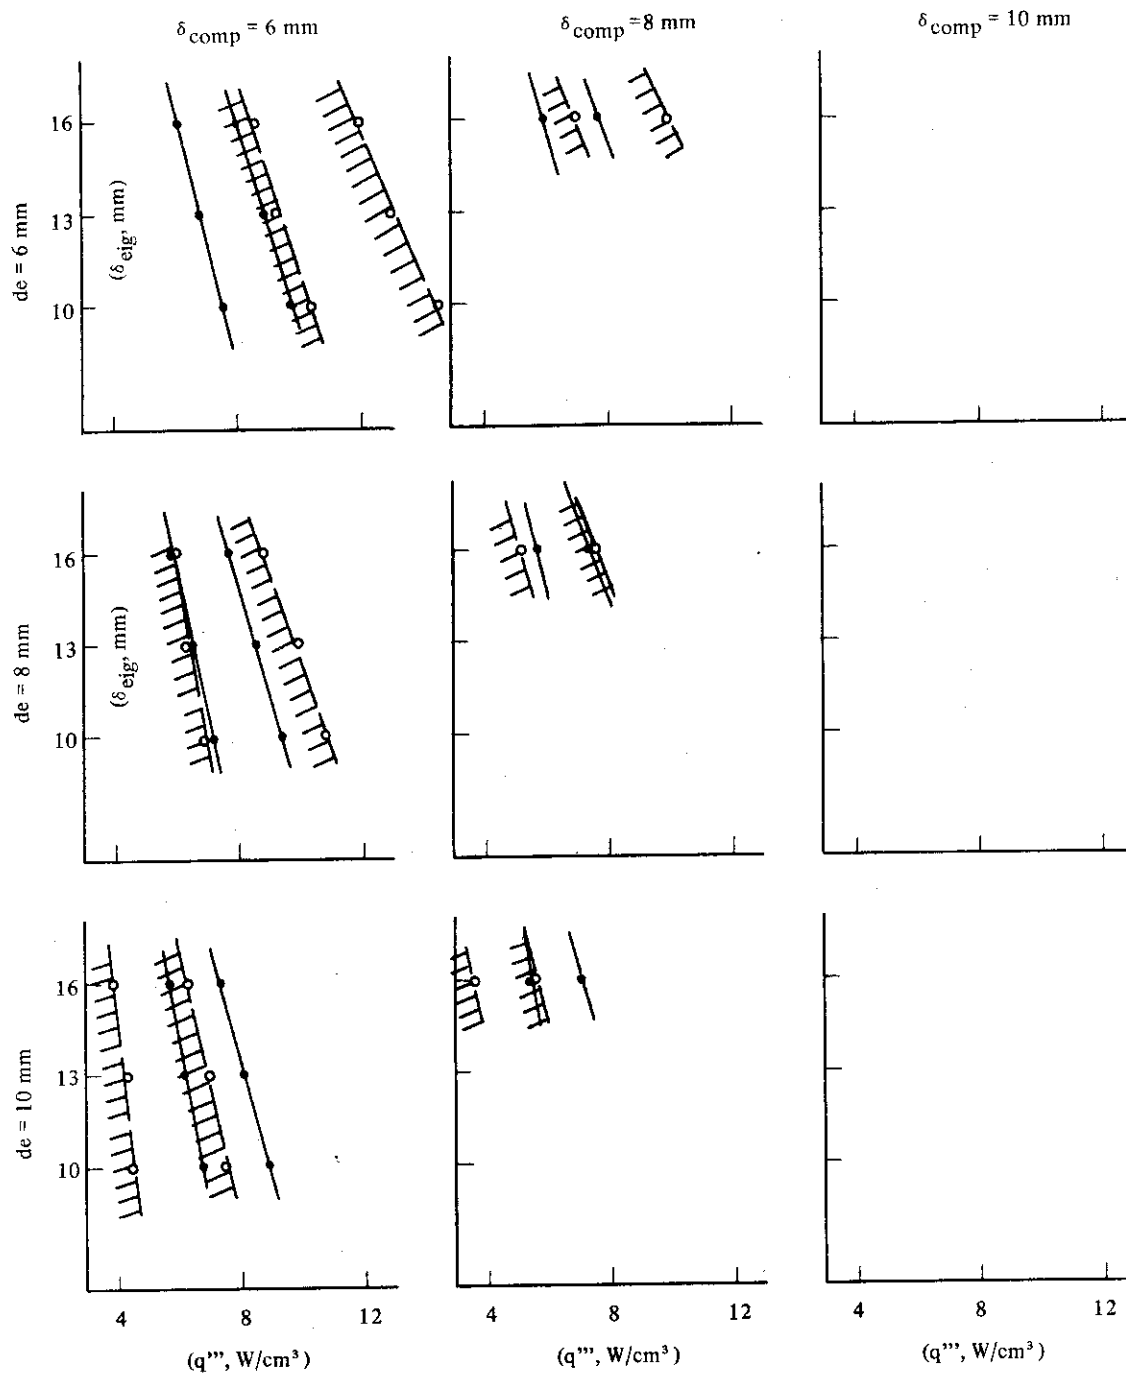 δcomp = 6 mm
δcomp =8 mm
δcomp = 10 mm
de = 6 mm
(δeig, mm)
16
13
10
de = 8 mm
(δeig, mm)
16
13
10
de = 10 mm
16
13
10
4 8 12
4 8 12
4 8 12
(q”’, W/cm³)
(q”’, W/cm³)
(q”’, W/cm³)